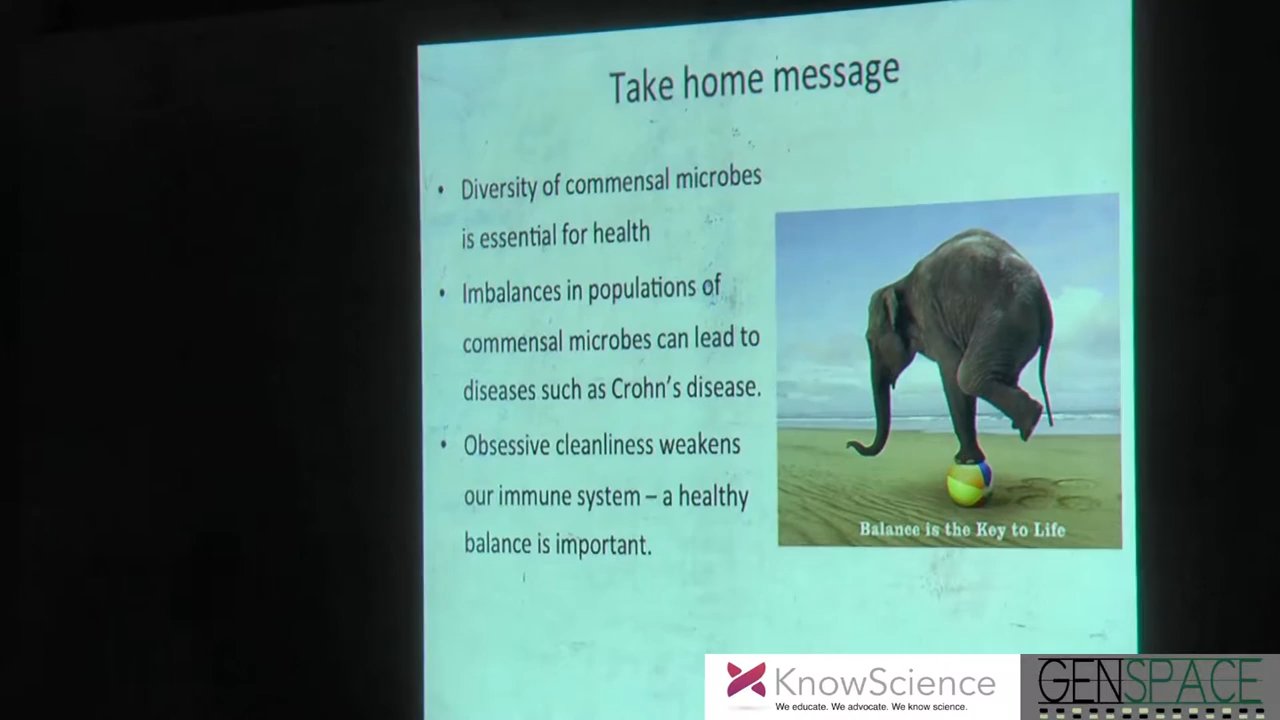 Take home message
• Diversity of commensal microbes
is essential for health
• Imbalances in populations of
commensal microbes can lead to
diseases such as Crohn's disease.
• Obsessive cleanliness weakens
our immune system – a healthy
balance is important.
Balance is the Key to Life
KnowScience
We educate. We advocate. We know science.
GENSPACE